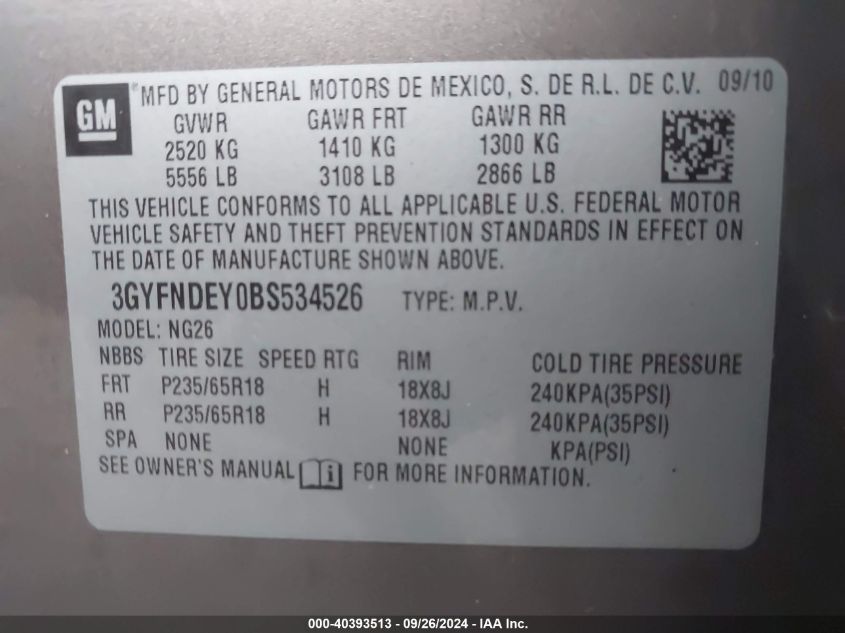 GM MFD BY GENERAL MOTORS DE MEXICO, S. DE R.L. DE C.V. 09/10
GVWR GAWR FRT GAWR RR
2520 KG 1410 KG 1300 KG
5556 LB 3108 LB 2866 LB
THIS VEHICLE CONFORMS TO ALL APPLICABLE U.S. FEDERAL MOTOR
VEHICLE SAFETY AND THEFT PREVENTION STANDARDS IN EFFECT ON
THE DATE OF MANUFACTURE SHOWN ABOVE.
3GYFNDEY0BS534526 TYPE: M.P.V.
MODEL: NG26
NBBS TIRE SIZE SPEED RTG RIM COLD TIRE PRESSURE
FRT P235/65R18 H 18X8J 240KPA(35PSI)
RR P235/65R18 H 18X8J 240KPA(35PSI)
SPA NONE NONE KPA(PSI)
SEE OWNER'S MANUAL i FOR MORE INFORMATION.
000-40393513 - 09/26/2024 - IAA Inc.